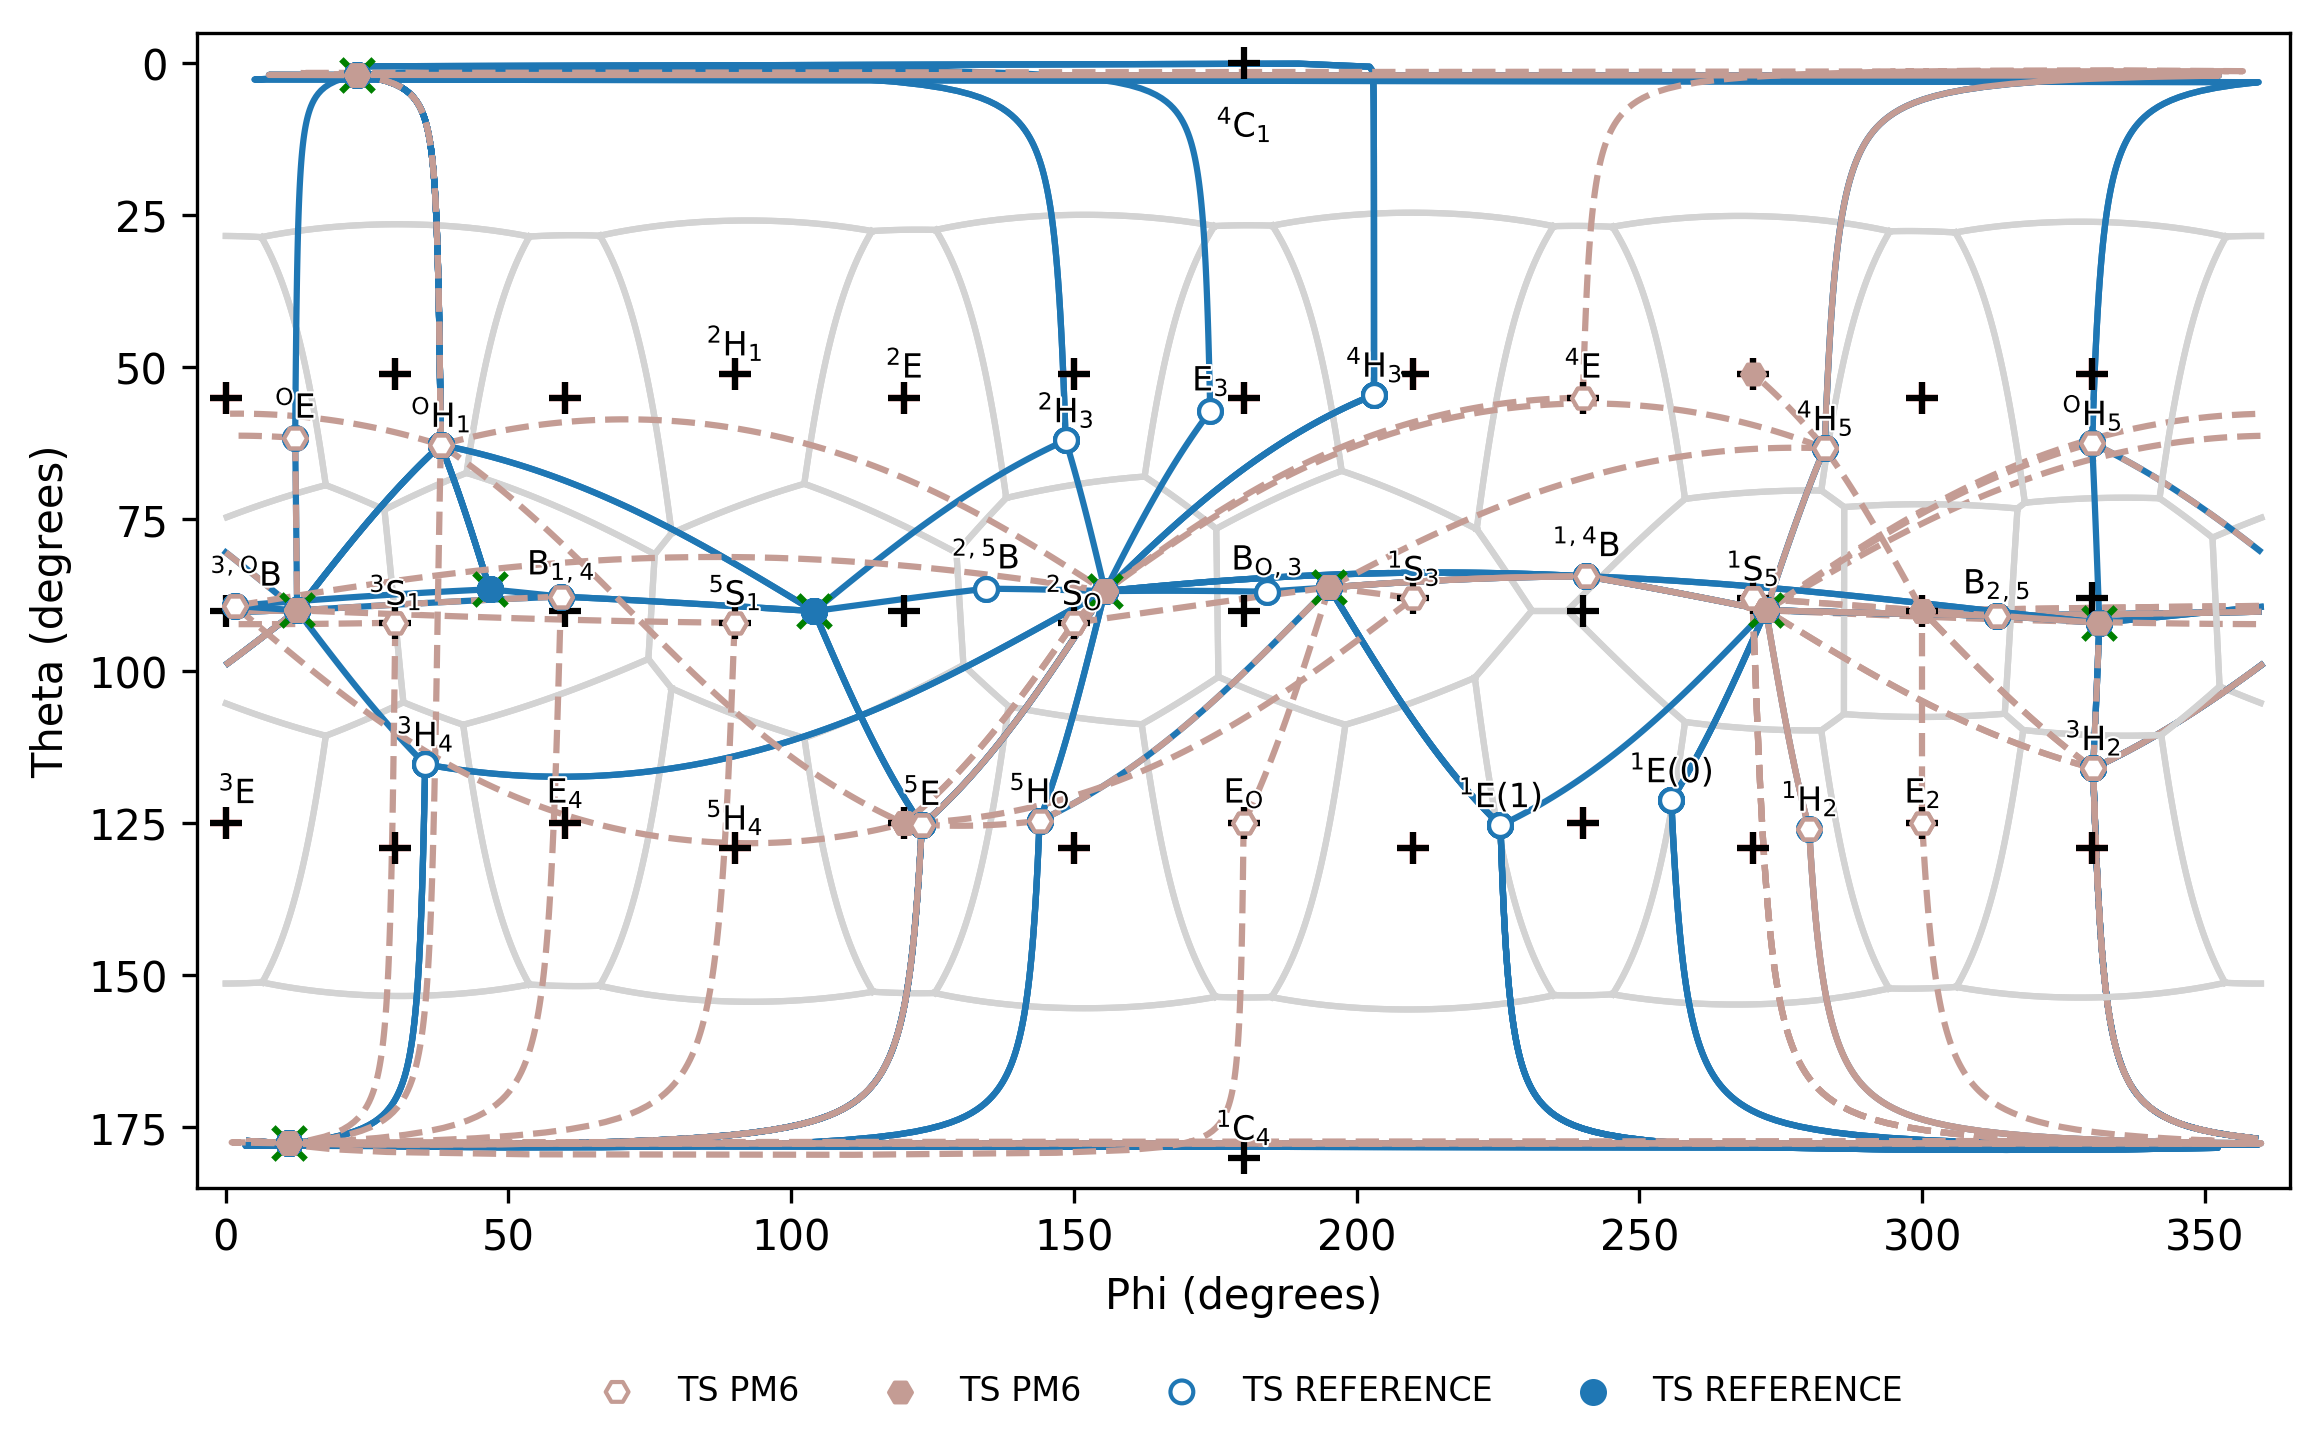 0
⁴C₁
25
²H₁
²E
⁴H₃
⁴E
50
ᴼE
ᴼH₁
²H₃
E₃
⁴H₅
ᴼH₅
75
³,ᴼB
³S₁
B₁,₄
⁵S₁
²,⁵B
²Sₒ
Bₒ,₃
¹S₃
¹,⁴B
¹S₅
B₂,₅
100
³H₄
³H₂
³E
E₄
⁵H₄
⁵E
⁵Hₒ
Eₒ
¹E(1)
¹E(0)
¹H₂
E₂
125
150
175
¹C₄
Theta (degrees)
0 50 100 150 200 250 300 350
Phi (degrees)
TS PM6 TS PM6 TS REFERENCE TS REFERENCE